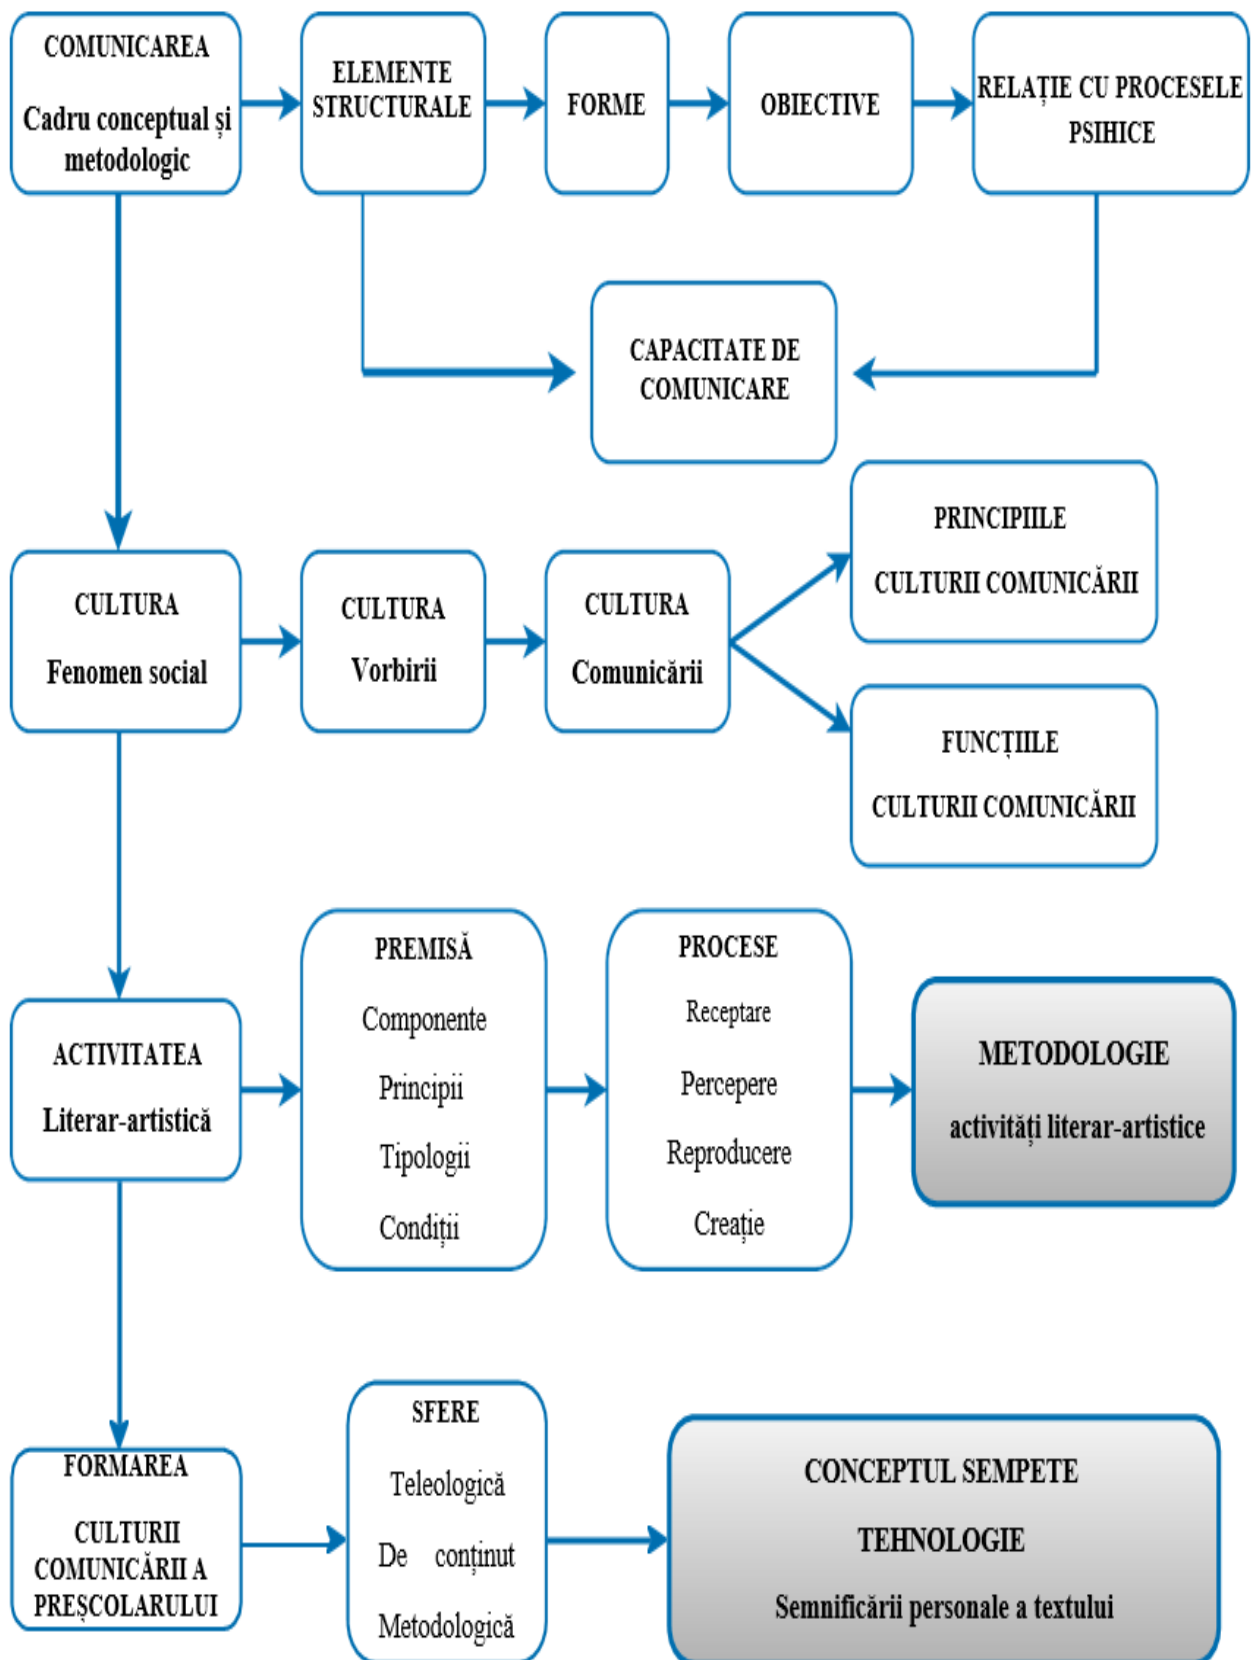 COMUNICAREA
Cadru conceptual și
metodologic
ELEMENTE
STRUCTURALE
FORME
OBIECTIVE
RELAȚIE CU PROCESELE
PSIHICE
CAPACITATE DE
COMUNICARE
CULTURA
Fenomen social
CULTURA
Vorbirii
CULTURA
Comunicării
PRINCIPIILE
CULTURII COMUNICĂRII
FUNCȚIILE
CULTURII COMUNICĂRII
ACTIVITATEA
Literar-artistică
PREMISĂ
Componente
Principii
Tipologii
Condiții
PROCESE
Receptare
Percepere
Reproducere
Creație
METODOLOGIE
activități literar-artistice
FORMAREA
CULTURII
COMUNICĂRII A
PREȘCOLARULUI
SFERE
Teleologică
De conținut
Metodologică
CONCEPTUL SEMPETE
TEHNOLOGIE
Semnificării personale a textului